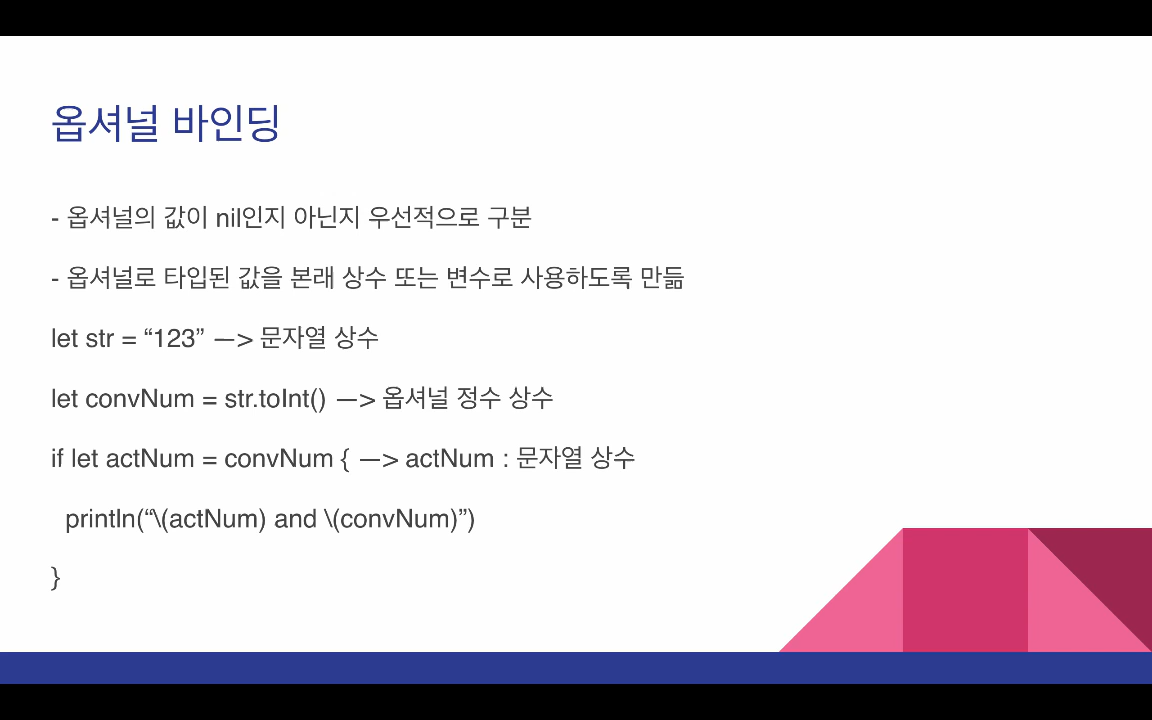 옵셔널 바인딩
- 옵셔널의 값이 nil인지 아닌지 우선적으로 구분
- 옵셔널로 타입된 값을 본래 상수 또는 변수로 사용하도록 만듦
let str = “123” —> 문자열 상수
let convNum = str.toInt() —> 옵셔널 정수 상수
if let actNum = convNum { —> actNum : 문자열 상수
println(“\(actNum) and \(convNum)”)
}